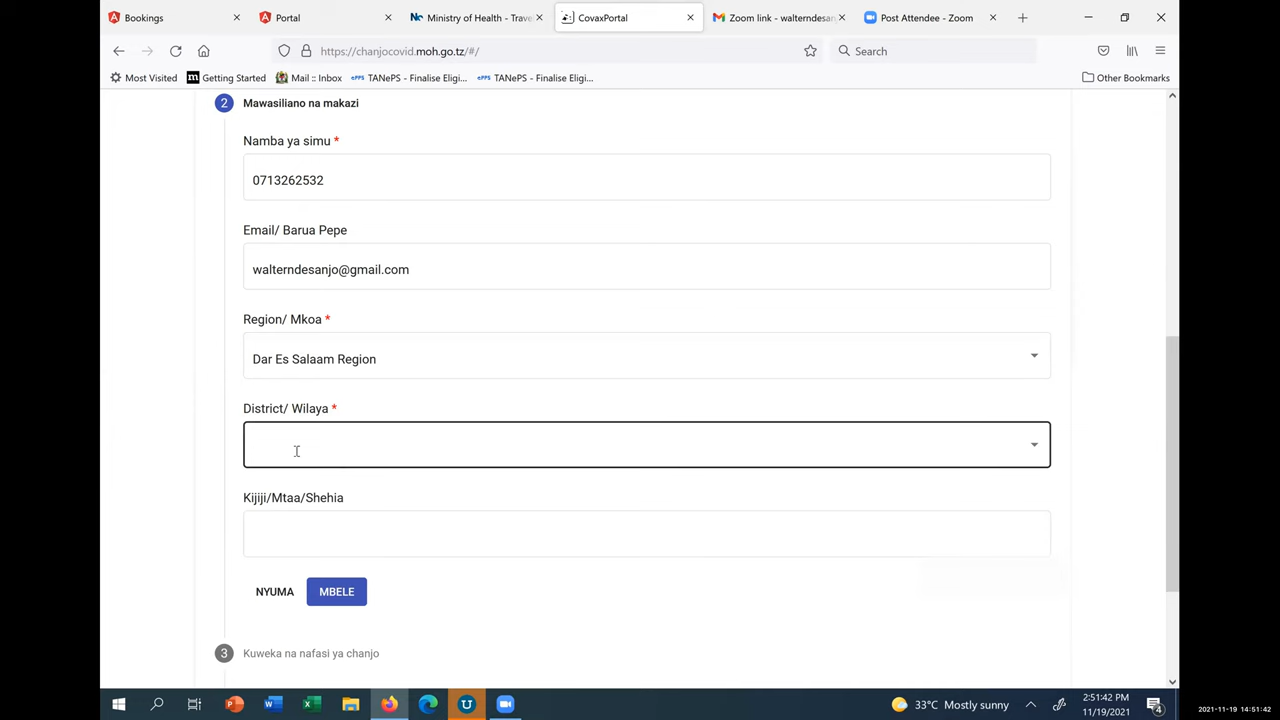 Bookings
Portal
Ministry of Health - Trave
CovaxPortal
Zoom link - walterndesan
Post Attendee - Zoom
https://chanjocovid.moh.go.tz/#/
Search
Most Visited
Getting Started
Mail :: Inbox
TANePS - Finalise Eligi...
TANePS - Finalise Eligi...
Other Bookmarks
2 Mawasiliano na makazi
Namba ya simu *
0713262532
Email/ Barua Pepe
walterndesanjo@gmail.com
Region/ Mkoa *
Dar Es Salaam Region
District/ Wilaya *
Kijiji/Mtaa/Shehia
NYUMA MBELE
3 Kuweka na nafasi ya chanjo
33°C Mostly sunny
2:51:42 PM
11/19/2021
4
2021-11-19 14:51:42